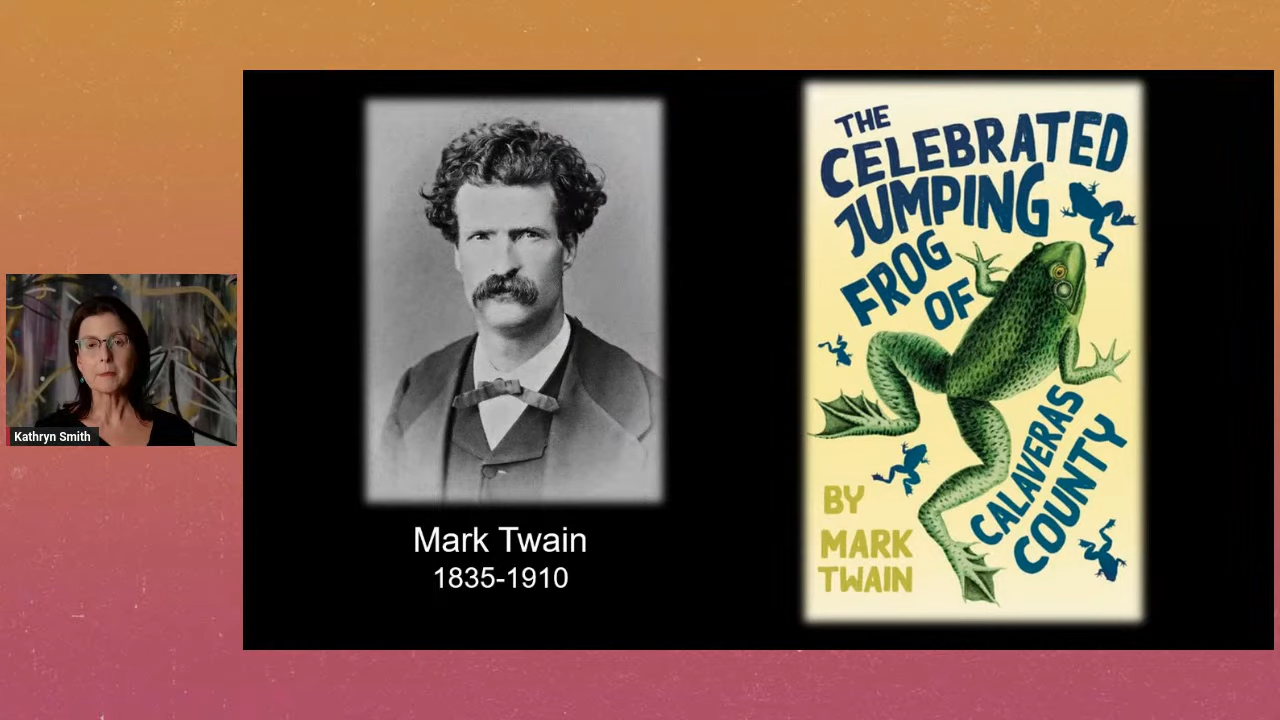 Kathryn Smith
Mark Twain
1835-1910
THE
CELEBRATED
JUMPING
FROG
OF
CALAVERAS
COUNTY
BY
MARK
TWAIN